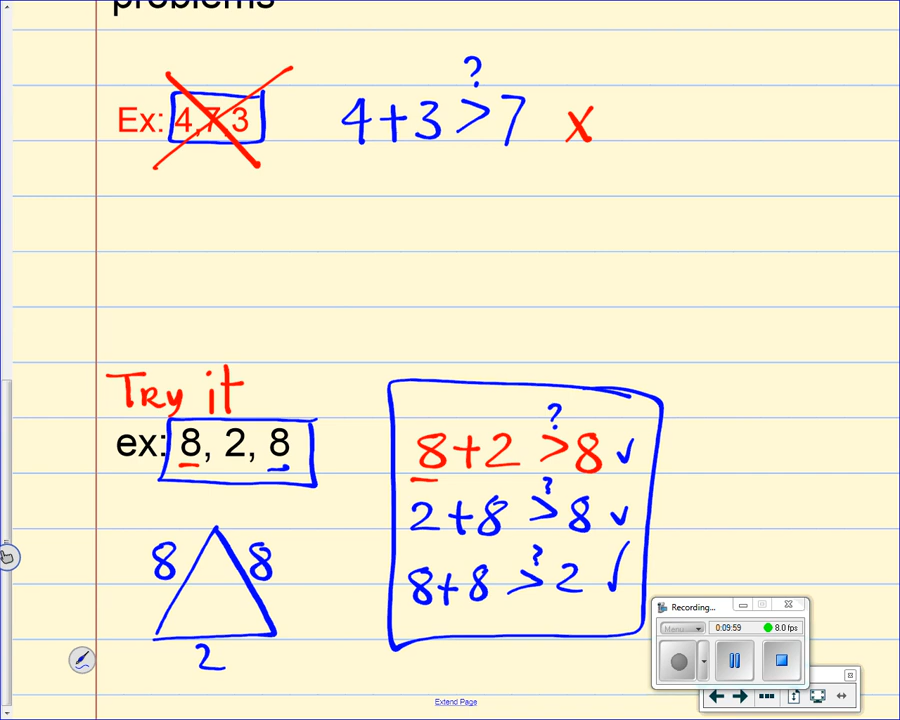 problems
?
Ex: 4,7,3 4+3>7 x
Try it
?
ex: 8, 2, 8 8+2>8 ✓
?
2+8>8 ✓
8 8
?
8+8>2 ✓
2
Recording...
Menu 0:09:59 8.0 fps
Extend Page